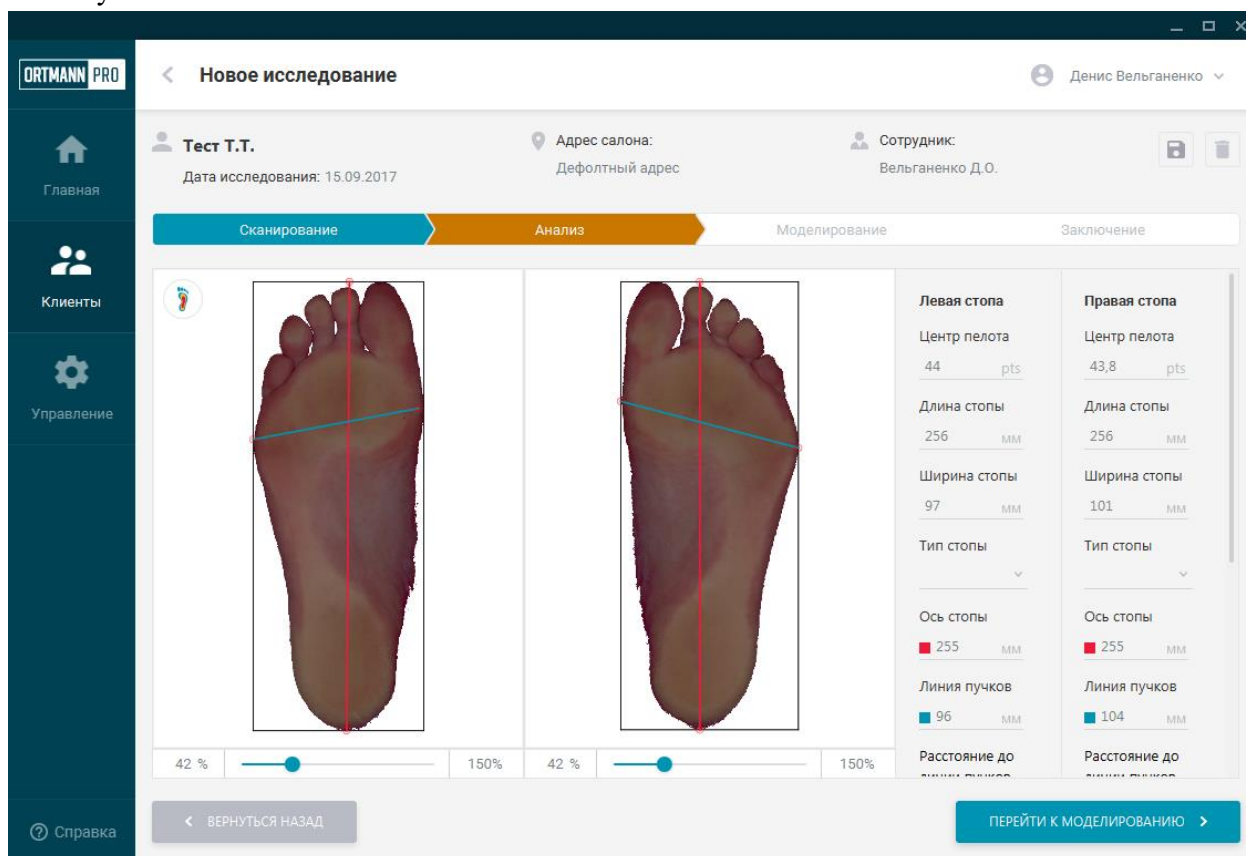 ORTMANN PRO
Новое исследование
Денис Вельганенко
Главная
Клиенты
Управление
Справка
Тест Т.Т.
Дата исследования: 15.09.2017
Адрес салона:
Дефолтный адрес
Сотрудник:
Вельганенко Д.О.
Сканирование
Анализ
Моделирование
Заключение
42 %
150%
42 %
150%
Левая стопа
Центр пелота
44 pts
Длина стопы
256 мм
Ширина стопы
97 мм
Тип стопы
Ось стопы
255 мм
Линия пучков
96 мм
Расстояние до
линии пучков
Правая стопа
Центр пелота
43,8 pts
Длина стопы
256 мм
Ширина стопы
101 мм
Тип стопы
Ось стопы
255 мм
Линия пучков
104 мм
Расстояние до
линии пучков
ВЕРНУТЬСЯ НАЗАД
ПЕРЕЙТИ К МОДЕЛИРОВАНИЮ